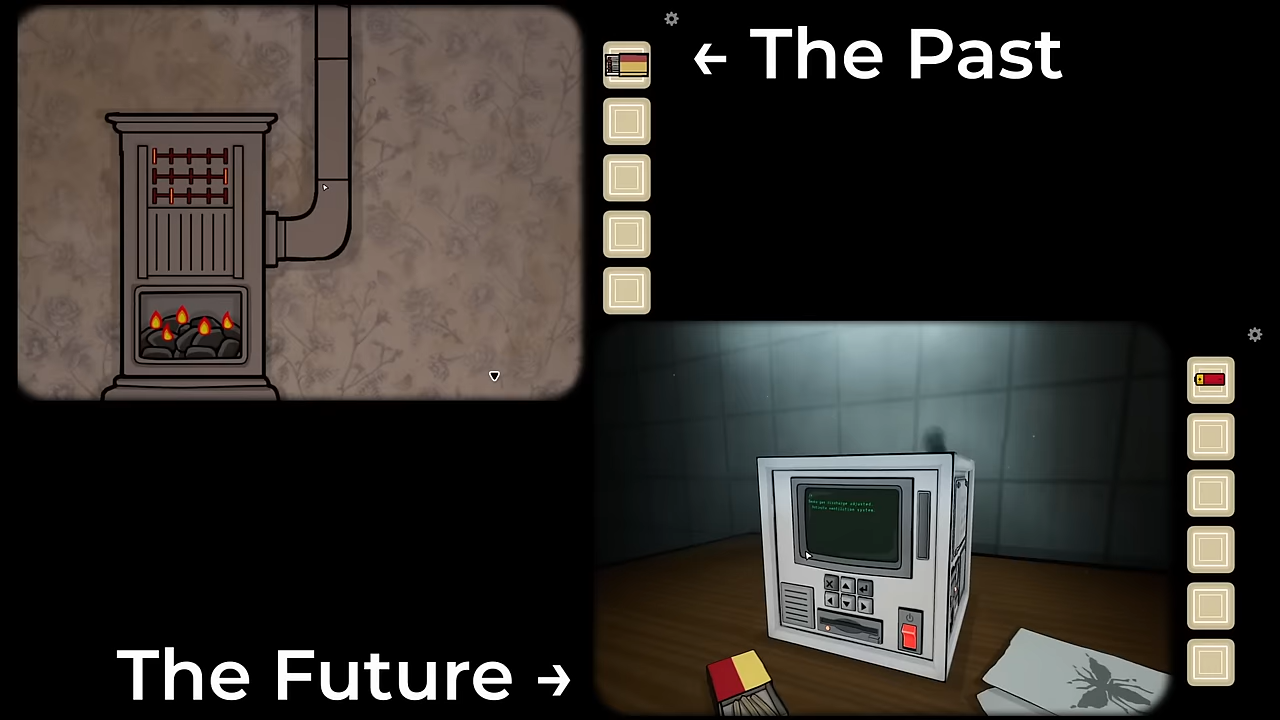 ← The Past
The Future →